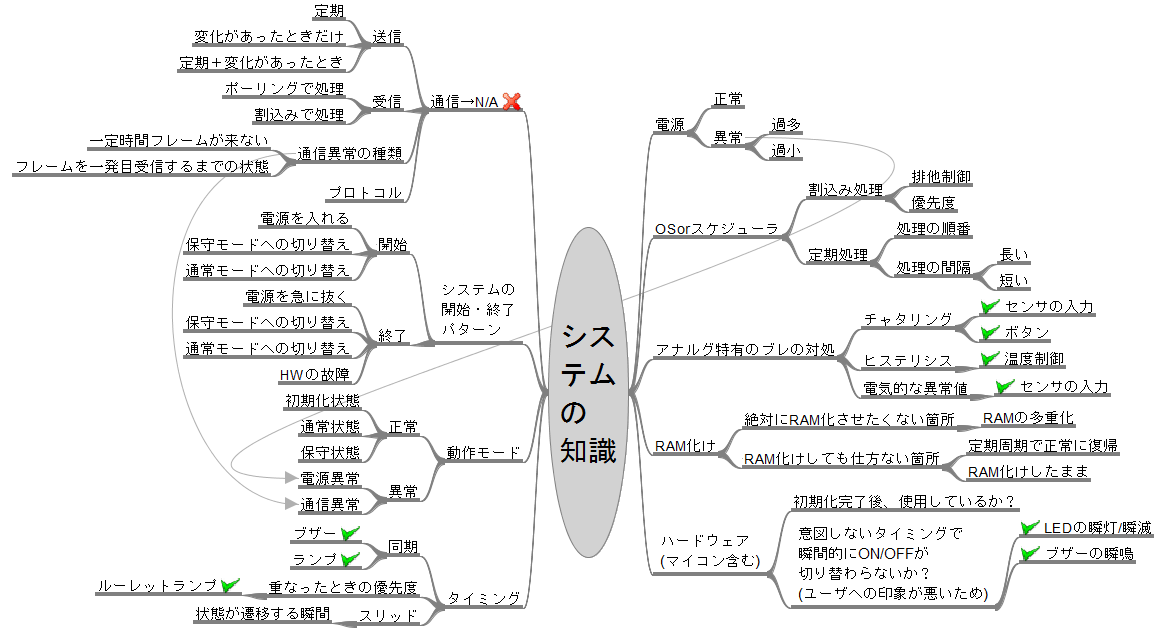 システムの知識
通信→N/A
送信
定期
変化があったときだけ
定期＋変化があったとき
受信
ポーリングで処理
割込みで処理
通信異常の種類
一定時間フレームが来ない
フレームを一発目受信するまでの状態
プロトコル
システムの
開始・終了
パターン
開始
電源を入れる
保守モードへの切り替え
通常モードへの切り替え
終了
電源を急に抜く
保守モードへの切り替え
通常モードへの切り替え
HWの故障
動作モード
正常
初期化状態
通常状態
保守状態
異常
電源異常
通信異常
タイミング
同期
ブザー
ランプ
重なったときの優先度
ルーレットランプ
スリッド
状態が遷移する瞬間
電源
正常
異常
過多
過小
OSorスケジューラ
割込み処理
排他制御
優先度
定期処理
処理の順番
処理の間隔
長い
短い
アナルグ特有のブレの対処
チャタリング
センサの入力
ボタン
ヒステリシス
温度制御
電気的な異常値
センサの入力
RAM化け
絶対にRAM化させたくない箇所
RAMの多重化
RAM化けしても仕方ない箇所
定期周期で正常に復帰
RAM化けしたまま
ハードウェア
(マイコン含む)
初期化完了後、使用しているか？
意図しないタイミングで
瞬間的にON/OFFが
切り替わらないか？
(ユーザへの印象が悪いため)
LEDの瞬灯/瞬滅
ブザーの瞬鳴